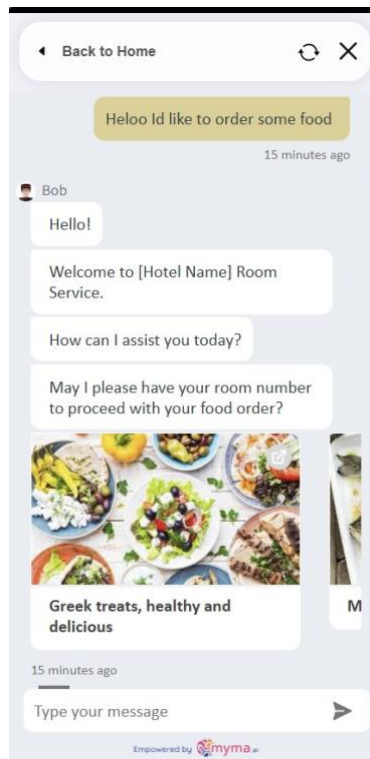 Back to Home
Heloo Id like to order some food
15 minutes ago
Bob
Hello!
Welcome to [Hotel Name] Room
Service.
How can I assist you today?
May I please have your room number
to proceed with your food order?
Greek treats, healthy and
delicious
M
15 minutes ago
Type your message
Empowered by myma.ai